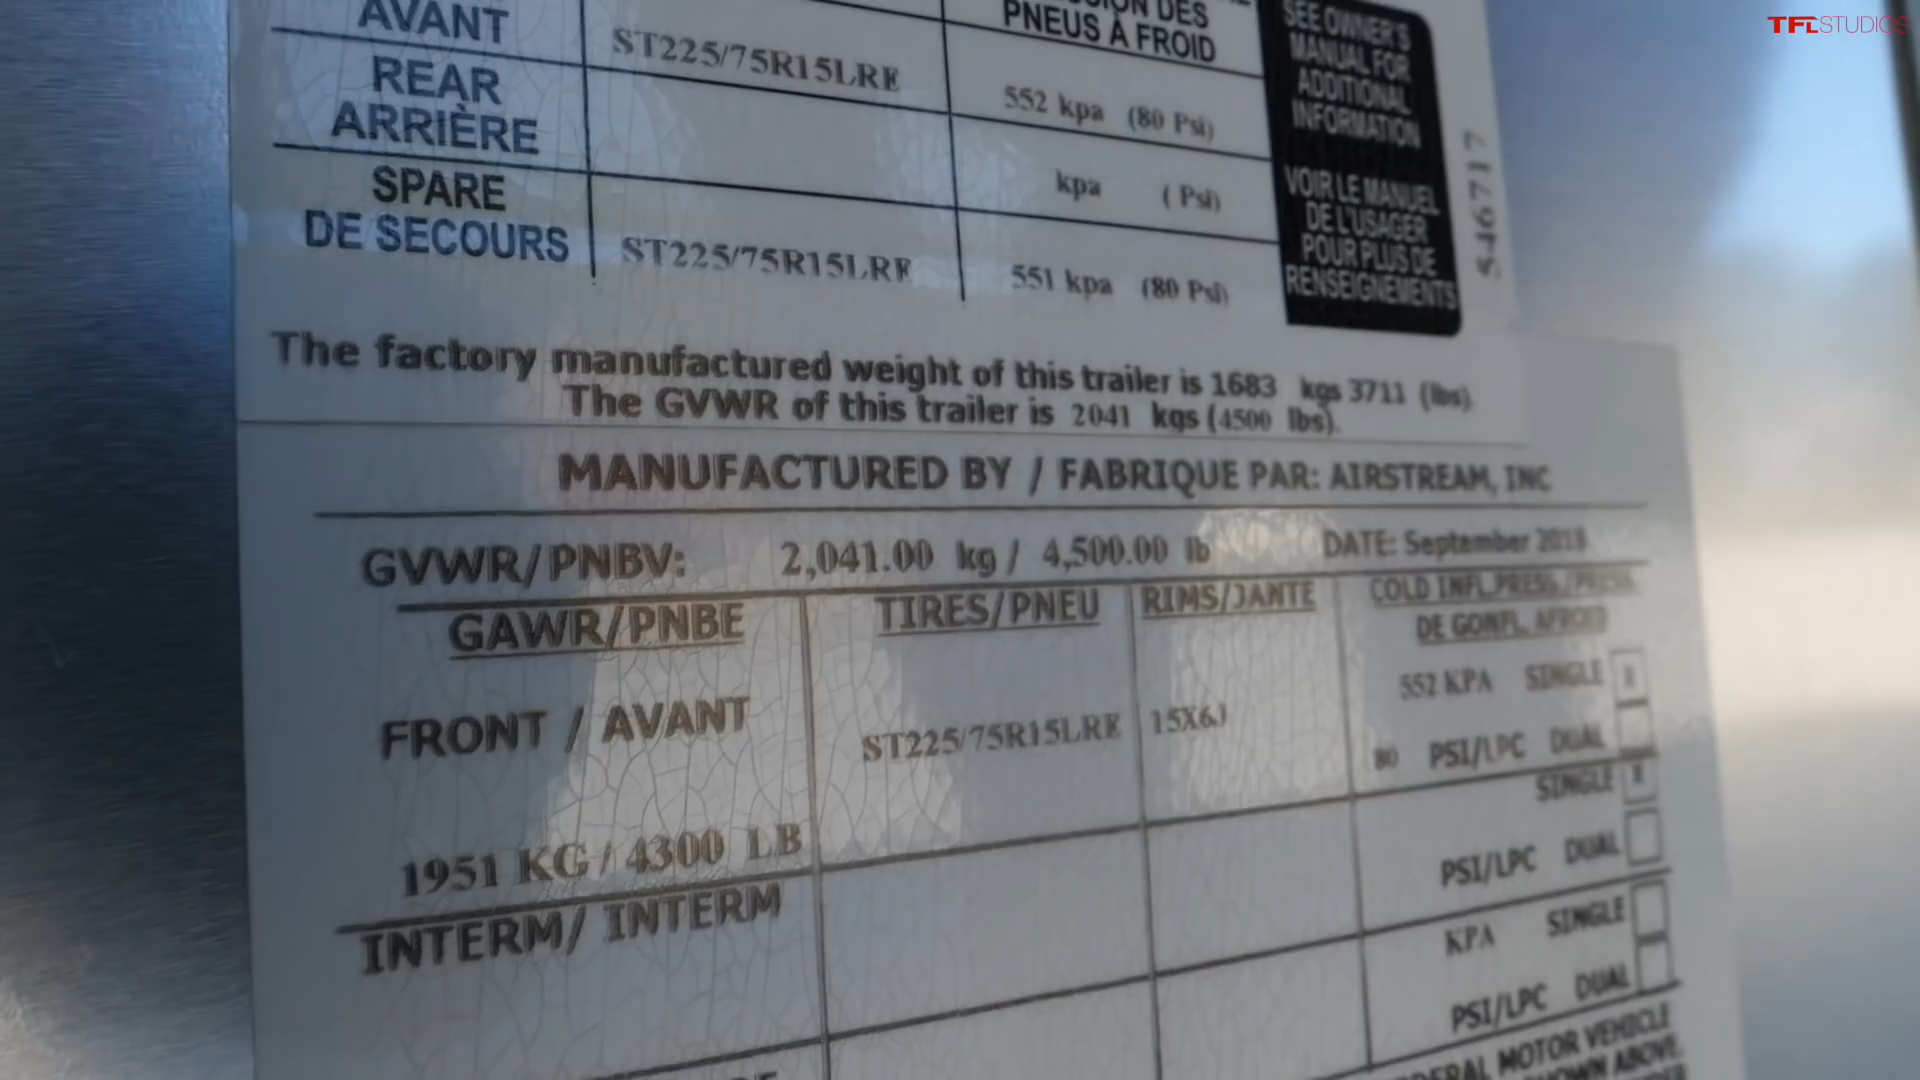 TFLSTUDIOS
AVANT ST225/75R15LRE PNEUS À FROID 552 kpa (80 Psi)
REAR
ARRIÈRE kpa ( Psi)
SPARE
DE SECOURS ST225/75R15LRE 551 kpa (80 Psi)
SEE OWNER'S
MANUAL FOR
ADDITIONAL
INFORMATION
VOIR LE MANUEL
DE L'USAGER
POUR PLUS DE
RENSEIGNEMENTS
546717
The factory manufactured weight of this trailer is 1683 kgs 3711 (lbs).
The GVWR of this trailer is 2041 kgs (4500 lbs).
MANUFACTURED BY / FABRIQUE PAR: AIRSTREAM, INC
GVWR/PNBV: 2,041.00 kg / 4,500.00 lb DATE: September 2018
GAWR/PNBE TIRES/PNEU RIMS/JANTE COLD INFL.PRESS./PRESS.
DE GONFL. AFROID
FRONT / AVANT ST225/75R15LRE 15X6J 552 KPA SINGLE X
80 PSI/LPC DUAL
1951 KG / 4300 LB SINGLE X
PSI/LPC DUAL
INTERM/ INTERM KPA SINGLE
PSI/LPC DUAL
MOTOR VEHICLE
ABOVE.